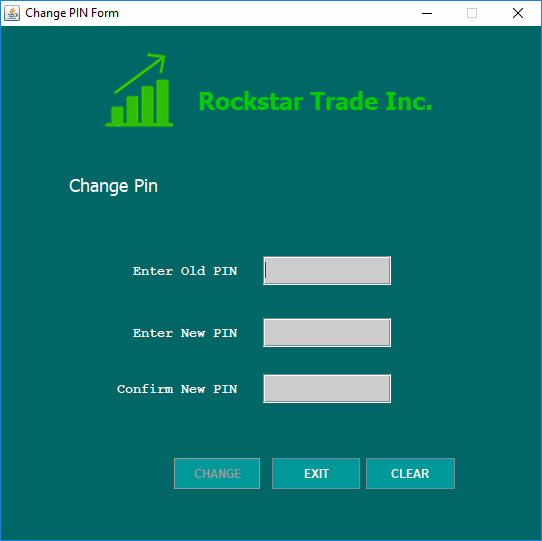 Change PIN Form
Rockstar Trade Inc.
Change Pin
Enter Old PIN
Enter New PIN
Confirm New PIN
CHANGE EXIT CLEAR